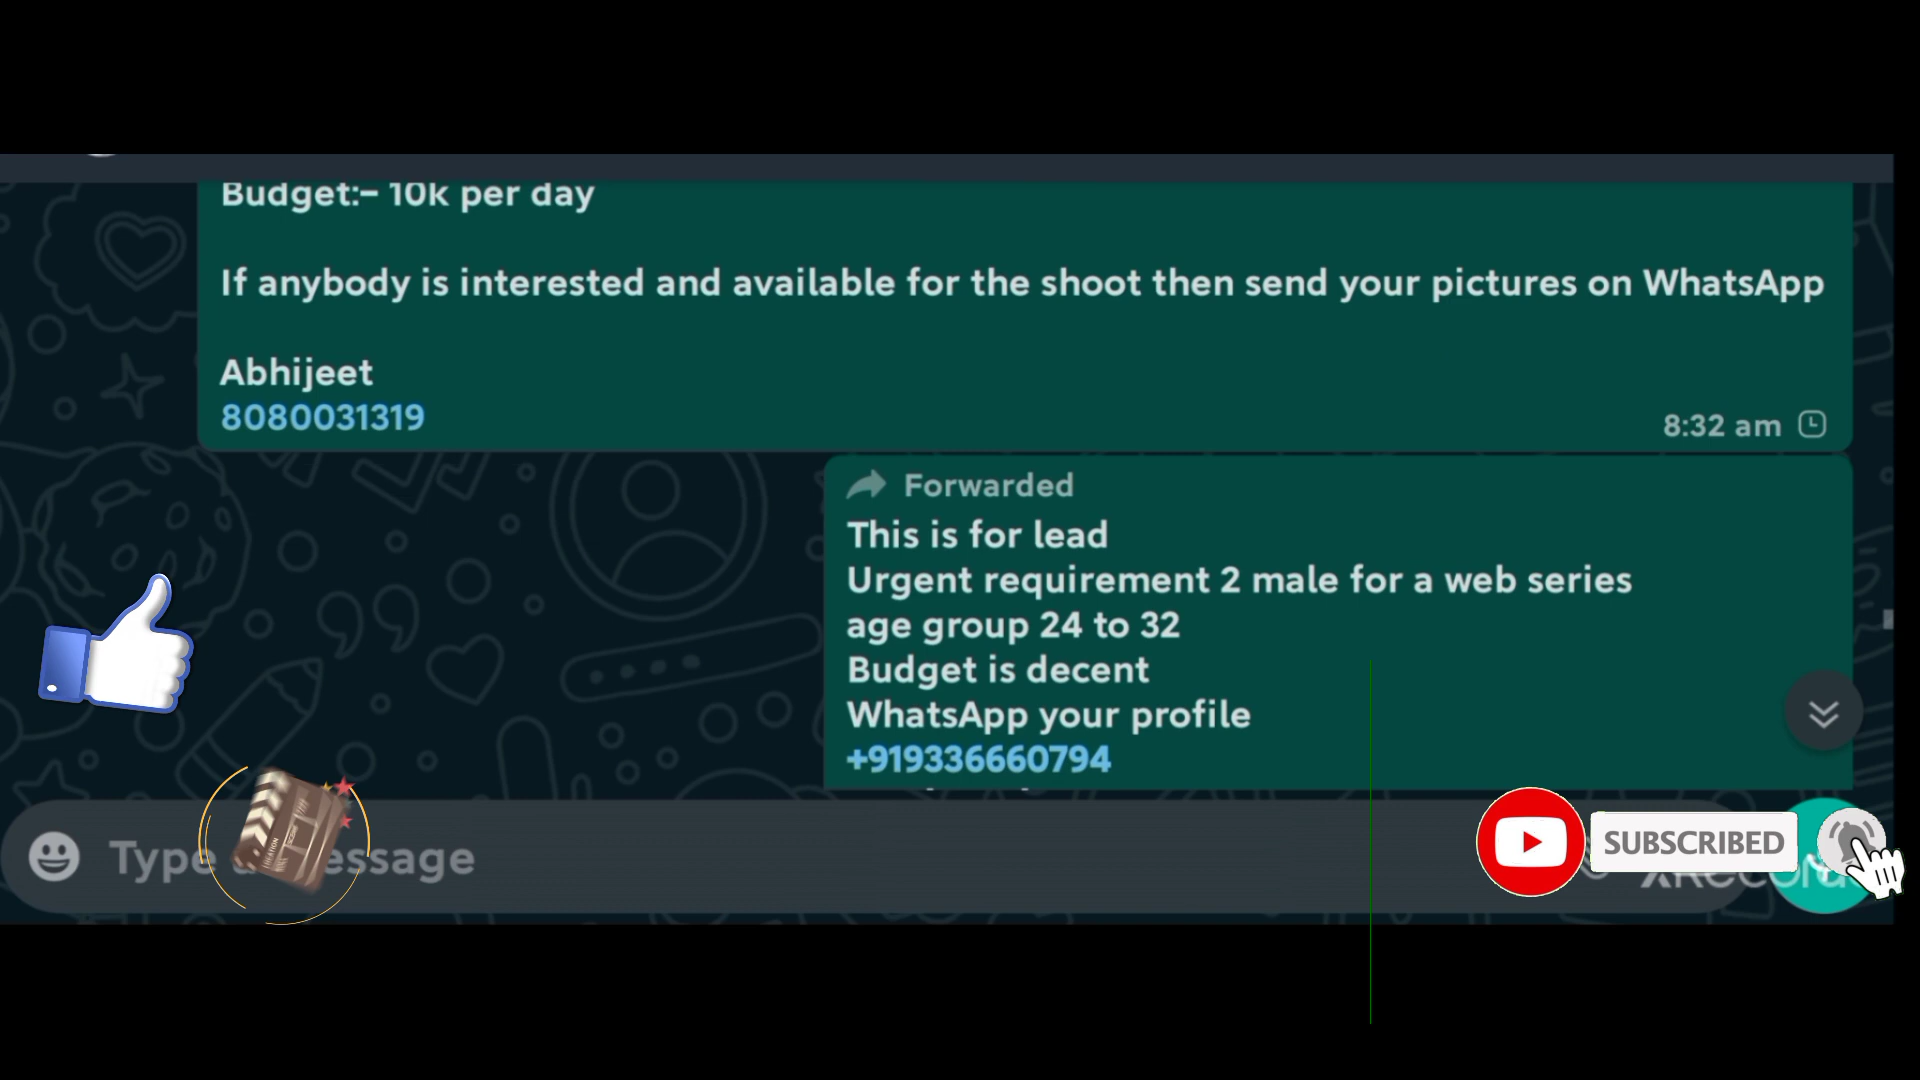 Budget:- 10k per day
If anybody is interested and available for the shoot then send your pictures on WhatsApp
Abhijeet
8080031319
8:32 am
Forwarded
This is for lead
Urgent requirement 2 male for a web series
age group 24 to 32
Budget is decent
WhatsApp your profile
+919336660794
Type a message
SUBSCRIBED